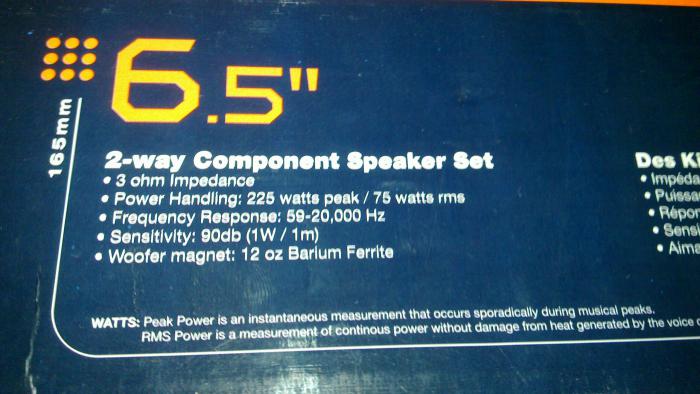 6.5"
165mm
2-way Component Speaker Set
• 3 ohm Impedance
• Power Handling: 225 watts peak / 75 watts rms
• Frequency Response: 59-20,000 Hz
• Sensitivity: 90db (1W / 1m)
• Woofer magnet: 12 oz Barium Ferrite
WATTS: Peak Power is an instantaneous measurement that occurs sporadically during musical peaks.
RMS Power is a measurement of continous power without damage from heat generated by the voice
Des
• Impéda
• Puissa
• Répon
• Sensi
• Aima